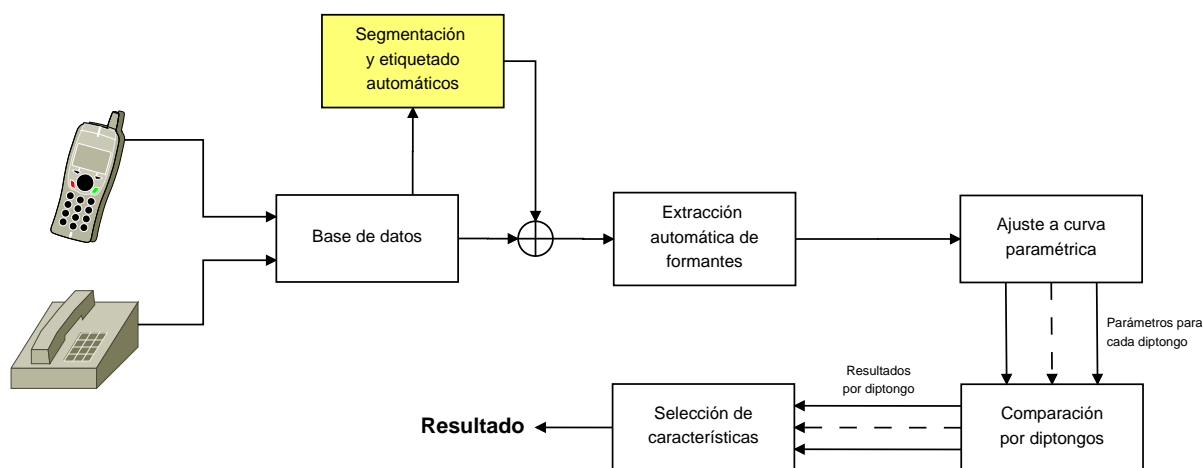 Segmentación
y etiquetado
automáticos
Base de datos
Extracción
automática de
formantes
Ajuste a curva
paramétrica
Parámetros para
cada diptongo
Resultados
por diptongo
Comparación
por diptongos
Selección de
características
Resultado